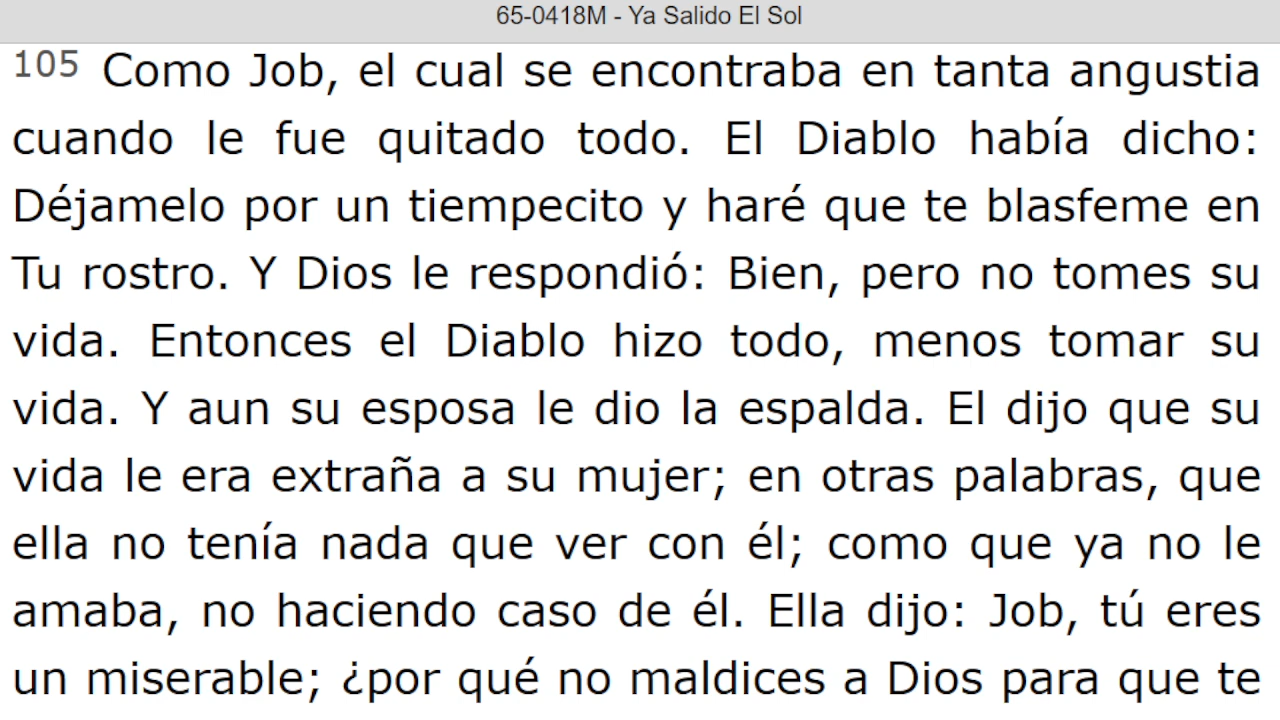 65-0418M - Ya Salido El Sol
105 Como Job, el cual se encontraba en tanta angustia
cuando le fue quitado todo. El Diablo había dicho:
Déjamelo por un tiempecito y haré que te blasfeme en
Tu rostro. Y Dios le respondió: Bien, pero no tomes su
vida. Entonces el Diablo hizo todo, menos tomar su
vida. Y aun su esposa le dio la espalda. El dijo que su
vida le era extraña a su mujer; en otras palabras, que
ella no tenía nada que ver con él; como que ya no le
amaba, no haciendo caso de él. Ella dijo: Job, tú eres
un miserable; ¿por qué no maldices a Dios para que te